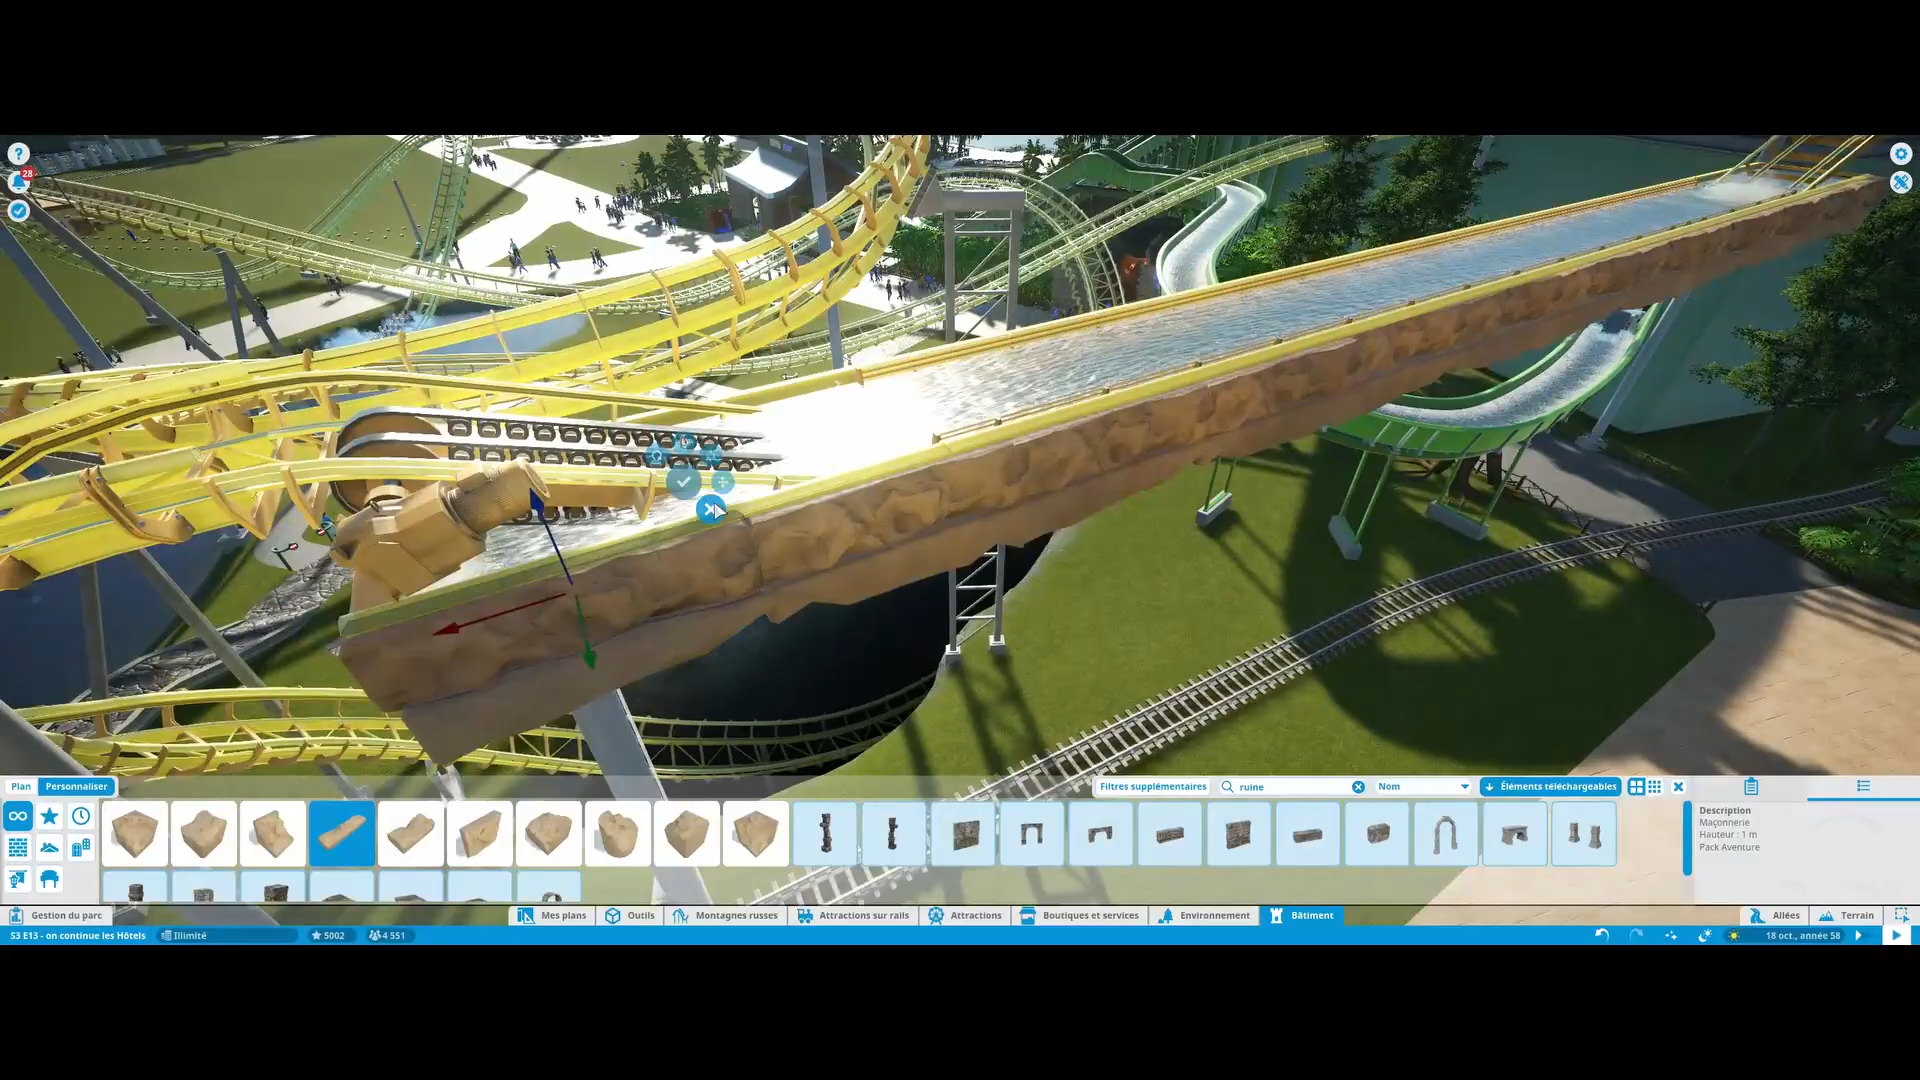 ?
28
Plan
Personnaliser
Filtres supplémentaires
ruine
Nom
Éléments téléchargeables
Description
Maçonnerie
Hauteur : 1 m
Pack Aventure
Gestion du parc
Mes plans
Outils
Montagnes russes
Attractions sur rails
Attractions
Boutiques et services
Environnement
Bâtiment
Allées
Terrain
S3 E13 - on continue les Hôtels
Illimité
5002
4 551
18 oct., année 58